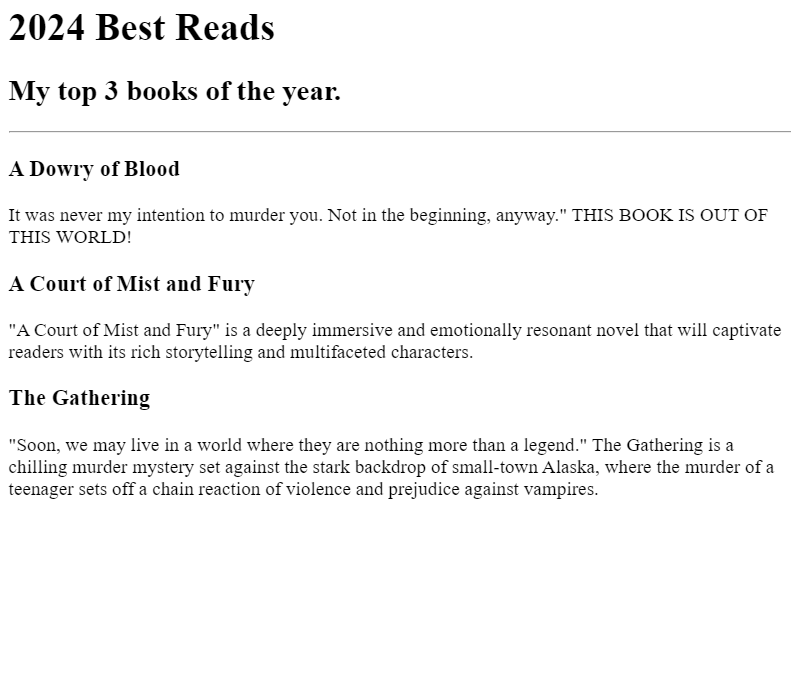 2024 Best Reads
My top 3 books of the year.
A Dowry of Blood
It was never my intention to murder you. Not in the beginning, anyway." THIS BOOK IS OUT OF
THIS WORLD!
A Court of Mist and Fury
"A Court of Mist and Fury" is a deeply immersive and emotionally resonant novel that will captivate
readers with its rich storytelling and multifaceted characters.
The Gathering
"Soon, we may live in a world where they are nothing more than a legend." The Gathering is a
chilling murder mystery set against the stark backdrop of small-town Alaska, where the murder of a
teenager sets off a chain reaction of violence and prejudice against vampires.